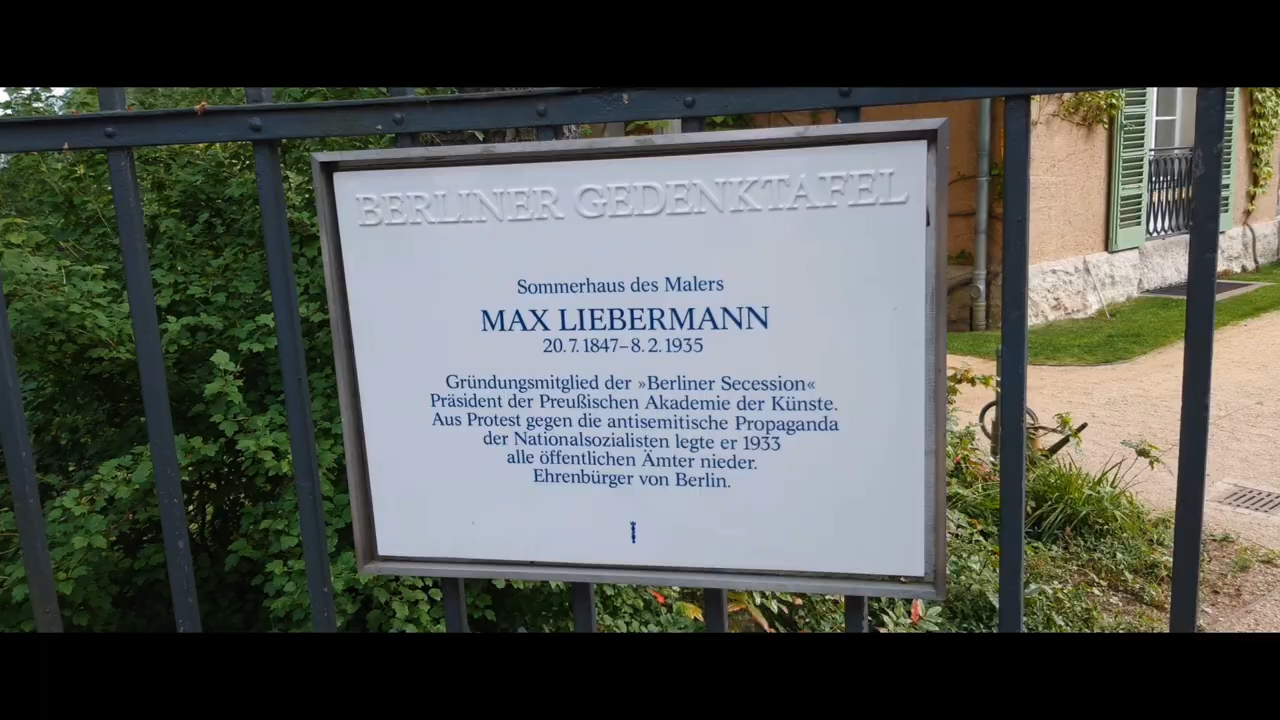 BERLINER GEDENKTAFEL
Sommerhaus des Malers
MAX LIEBERMANN
20.7.1847–8.2.1935
Gründungsmitglied der »Berliner Secession«
Präsident der Preußischen Akademie der Künste.
Aus Protest gegen die antisemitische Propaganda
der Nationalsozialisten legte er 1933
alle öffentlichen Ämter nieder.
Ehrenbürger von Berlin.